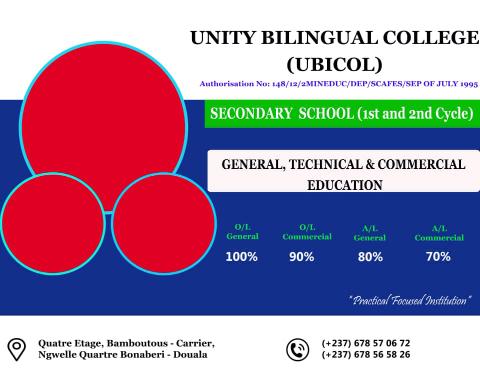 UNITY BILINGUAL COLLEGE
(UBICOL)
Authorisation No: 148/12/2MINEDUC/DEP/SCAFES/SEP OF JULY 1995
SECONDARY SCHOOL (1st and 2nd Cycle)
GENERAL, TECHNICAL & COMMERCIAL
EDUCATION
O/L O/L A/L A/L
General Commercial General Commercial
100% 90% 80% 70%
"Practical Focused Institution"
Quatre Etage, Bamboutous - Carrier,
Ngwelle Quartre Bonaberi - Douala
(+237) 678 57 06 72
(+237) 678 56 58 26